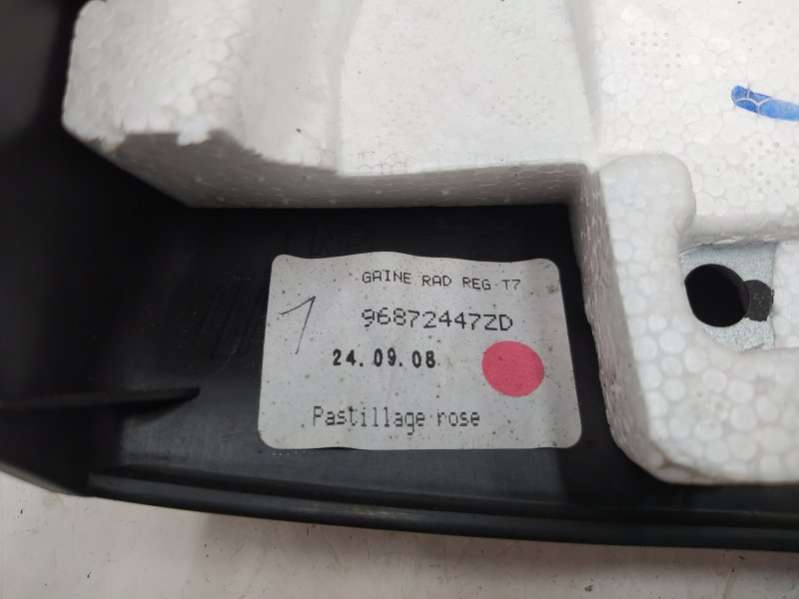 GAINE RAD REG T7
1
96872447ZD
24.09.08
Pastillage rose